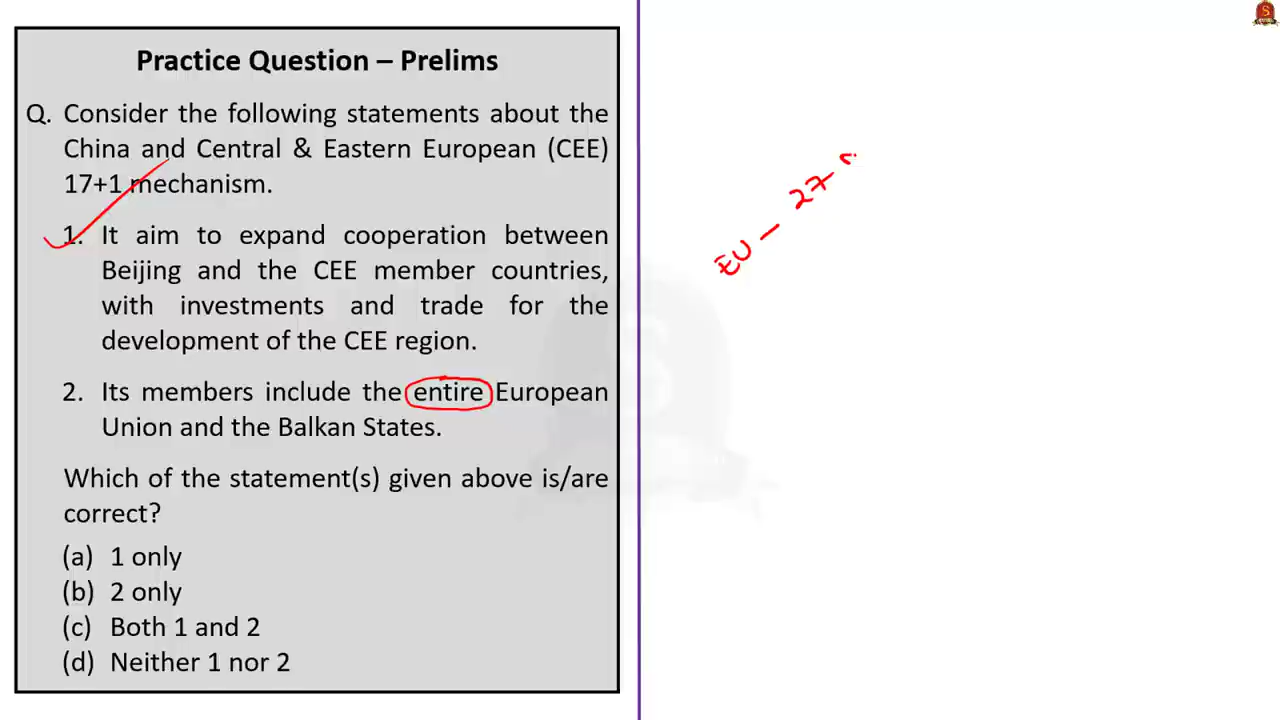 Practice Question – Prelims
Q. Consider the following statements about the
China and Central & Eastern European (CEE)
17+1 mechanism.
1. It aim to expand cooperation between
Beijing and the CEE member countries,
with investments and trade for the
development of the CEE region.
2. Its members include the entire European
Union and the Balkan States.
Which of the statement(s) given above is/are
correct?
(a) 1 only
(b) 2 only
(c) Both 1 and 2
(d) Neither 1 nor 2
EU – 27